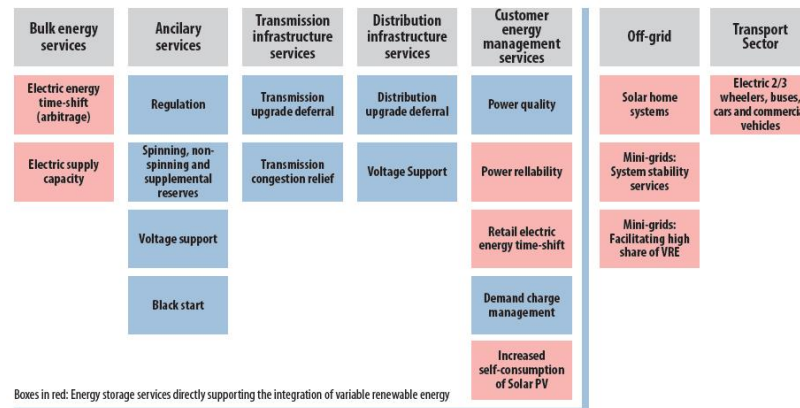 Bulk energy
services
Ancilary
services
Transmission
infrastructure
services
Distribution
infrastructure
services
Customer
energy
management
services
Off-grid
Transport
Sector
Electric energy
time-shift
(arbitrage)
Regulation
Transmission
upgrade deferral
Distribution
upgrade deferral
Power quality
Solar home
systems
Electric 2/3
wheelers, buses,
cars and commercia
vehicles
Electric supply
capacity
Spinning, non-
spinning and
supplemental
reserves
Transmission
congestion relief
Voltage Support
Power rellability
Mini-grids:
System stability
services
Voltage support
Retail electric
energy time-shift
Mini-grids:
Facilitating high
share of VRE
Black start
Demand charge
management
Increased
self-consumption
of Solar PV
Boxes in red: Energy storage services directly supporting the integration of variable renewable energy